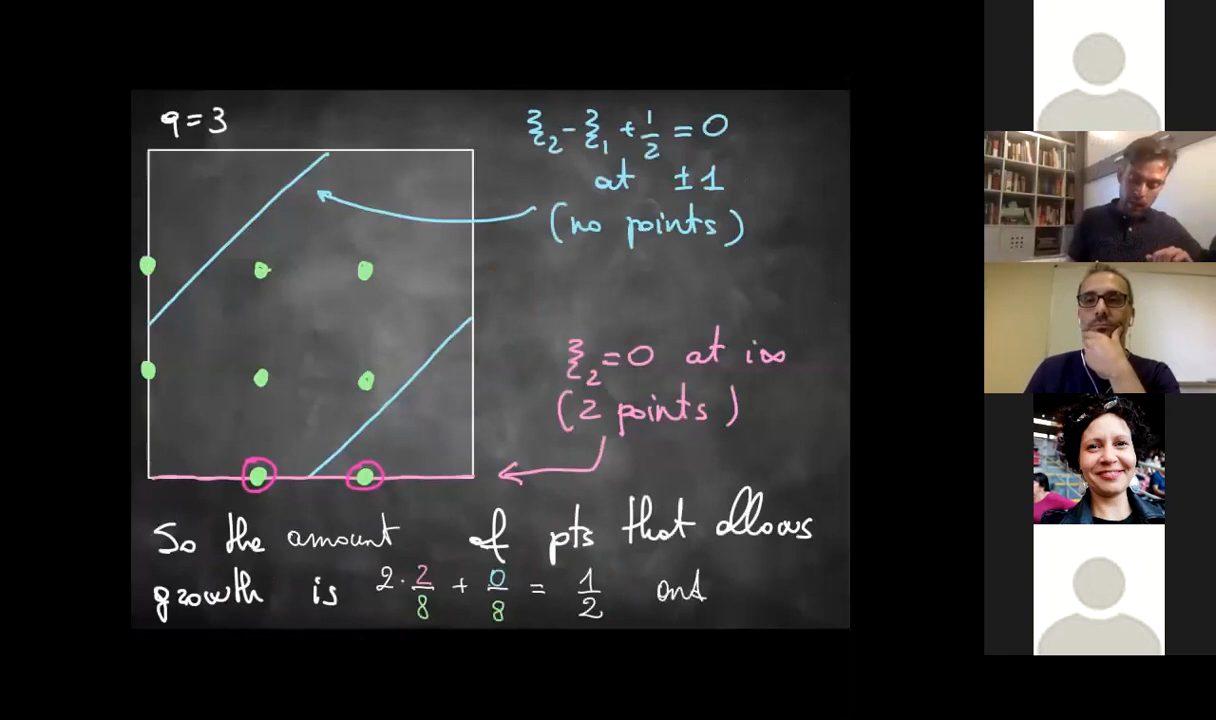 q=3
ξ₂-ξ₁+1/2=0
at ±1
(no points)
ξ₂=0 at i∞
(2 points)
So the amount of pts that allows
growth is 2·2/8 + 0/8 = 1/2 and